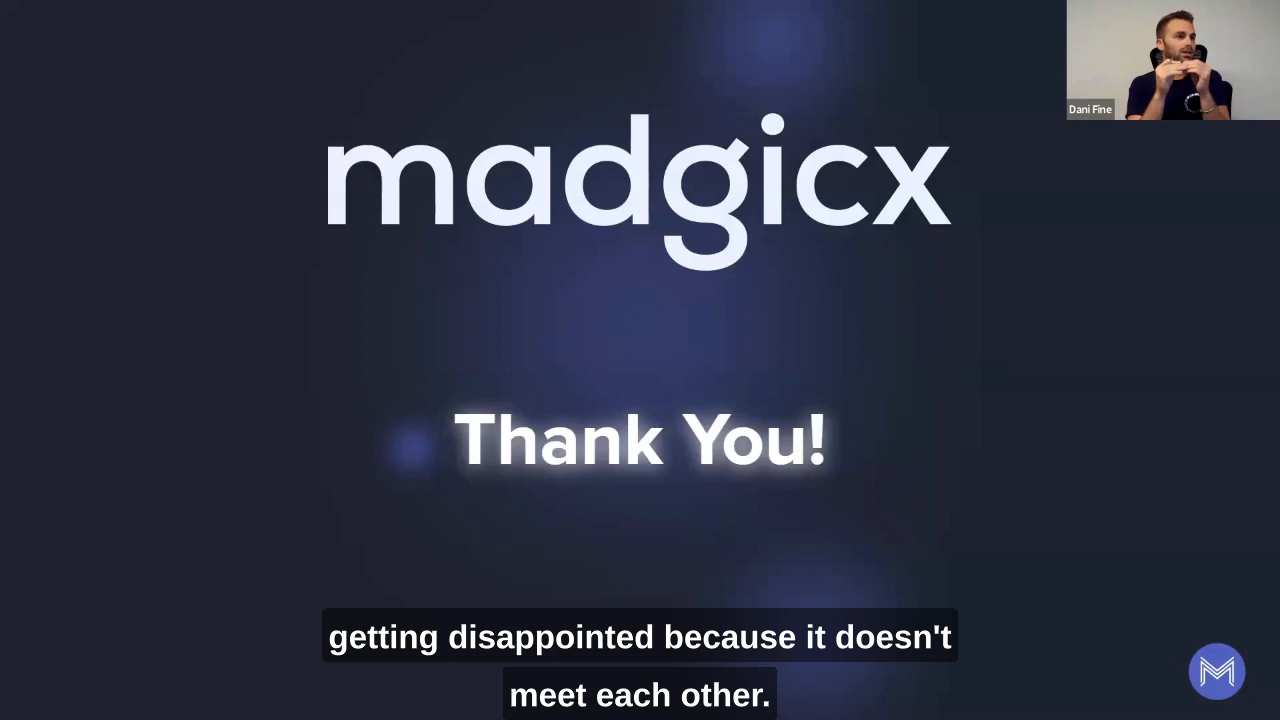 Dani Fine
madgicx
Thank You!
getting disappointed because it doesn't
meet each other.